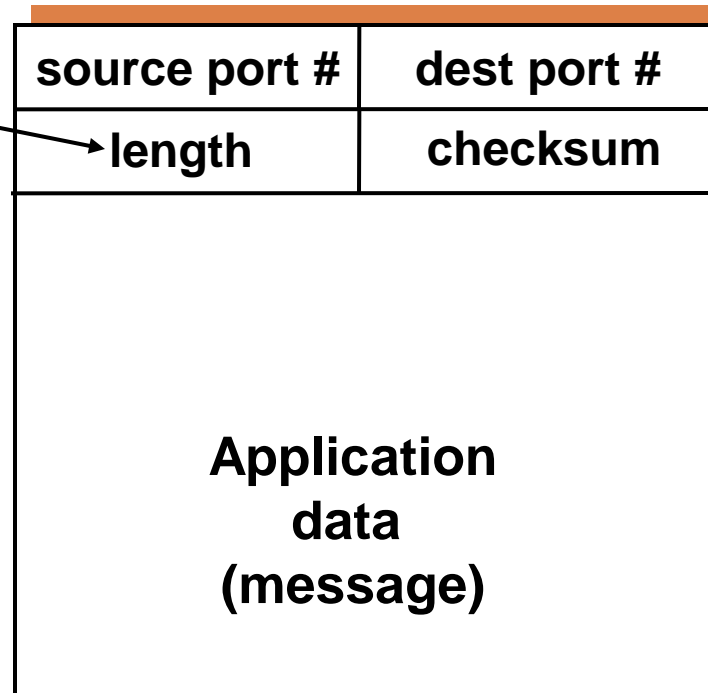 source port # dest port #
length checksum
Application
data
(message)